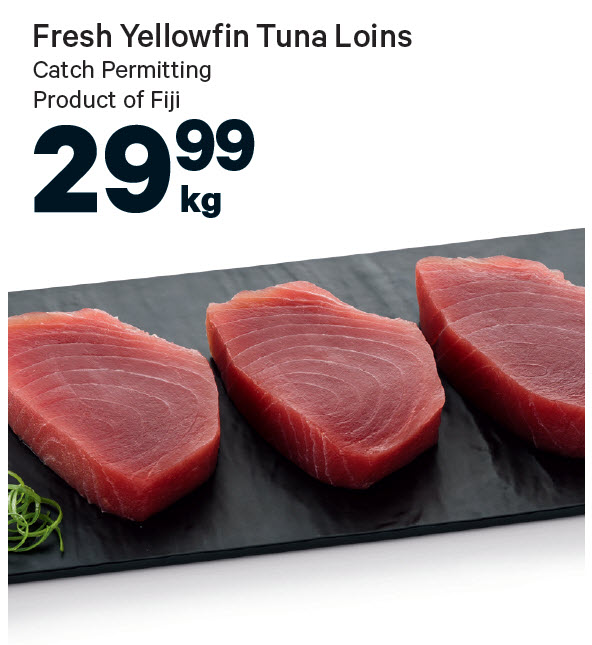 Fresh Yellowfin Tuna Loins
Catch Permitting
Product of Fiji
29 99
kg